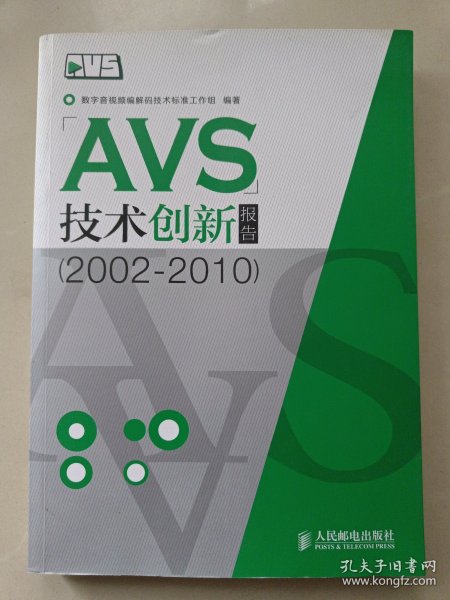 AVS
数字音视频编解码技术标准工作组 编著
「AVS」
技术创新报告
(2002-2010)
AVS
人民邮电出版社
POSTS & TELECOM PRESS
孔夫子旧书网
www.kongfz.com